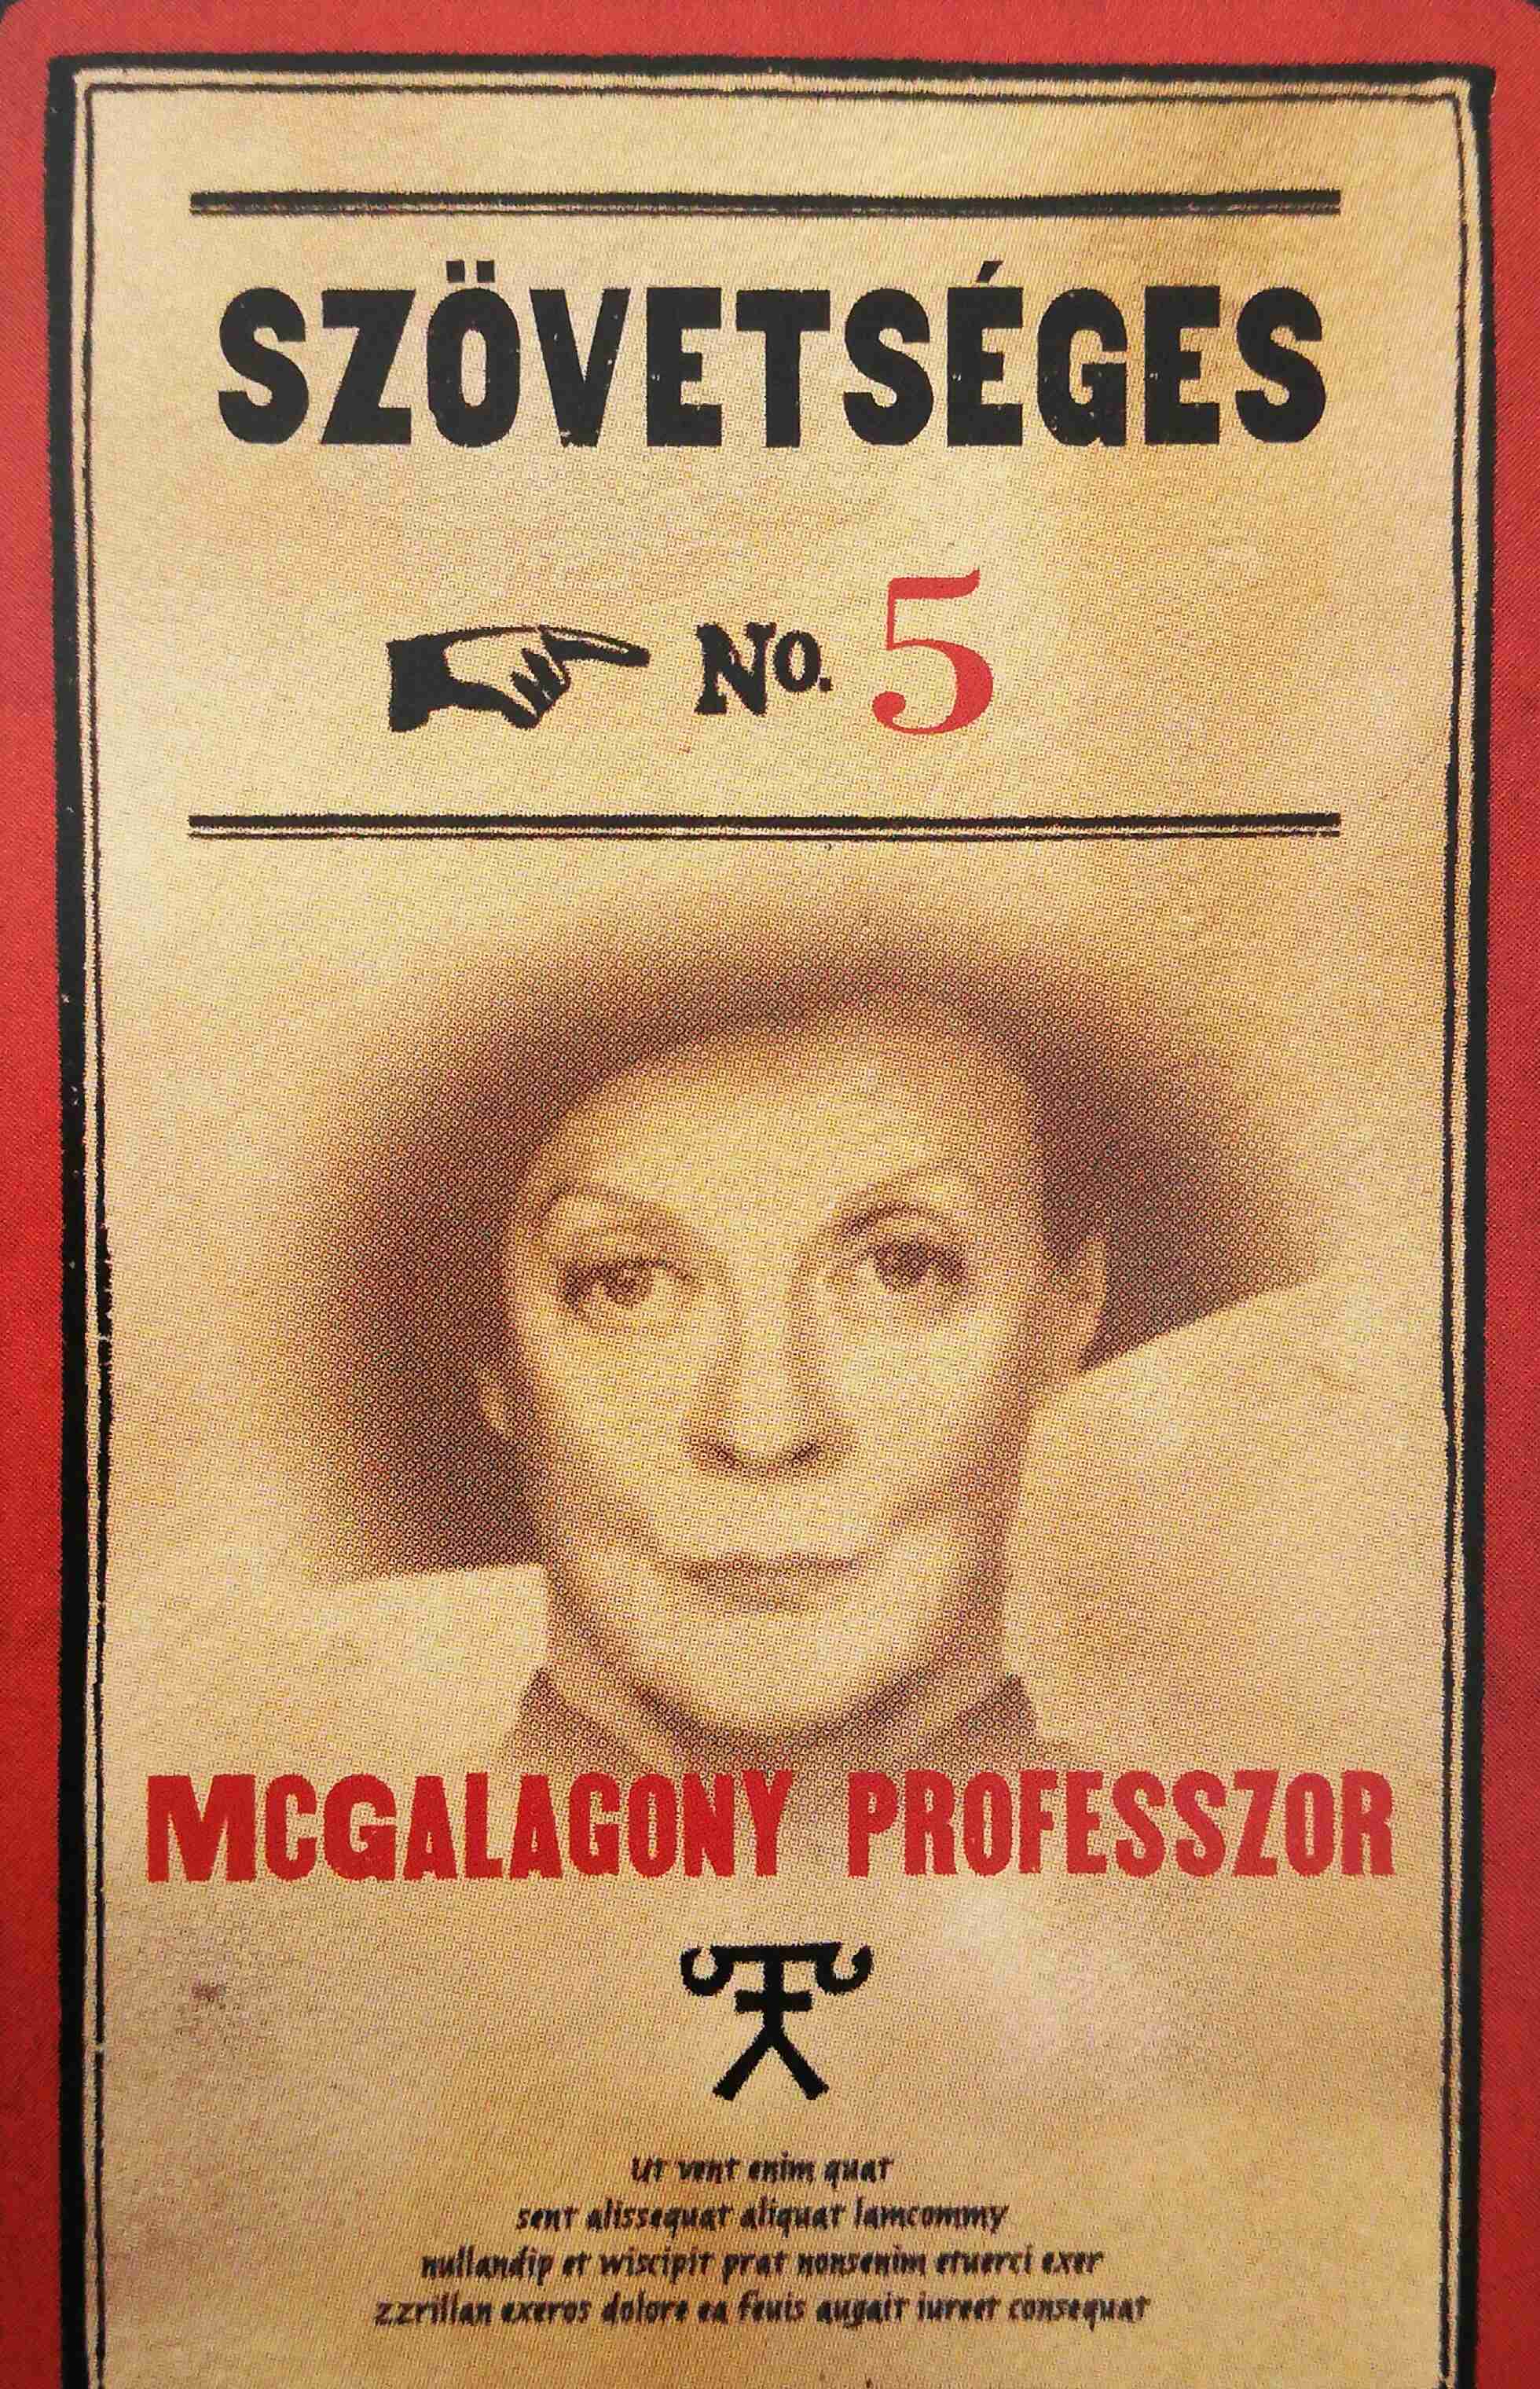 SZÖVETSÉGES
No. 5
MCGALAGONY PROFESSZOR
Ut vent enim quat
sent alissequat aliquat lamcommy
nullandip et wiscipit prat nonsenim etuerci exer
zzrillan exeros dolore ea feuis augait iureet consequat